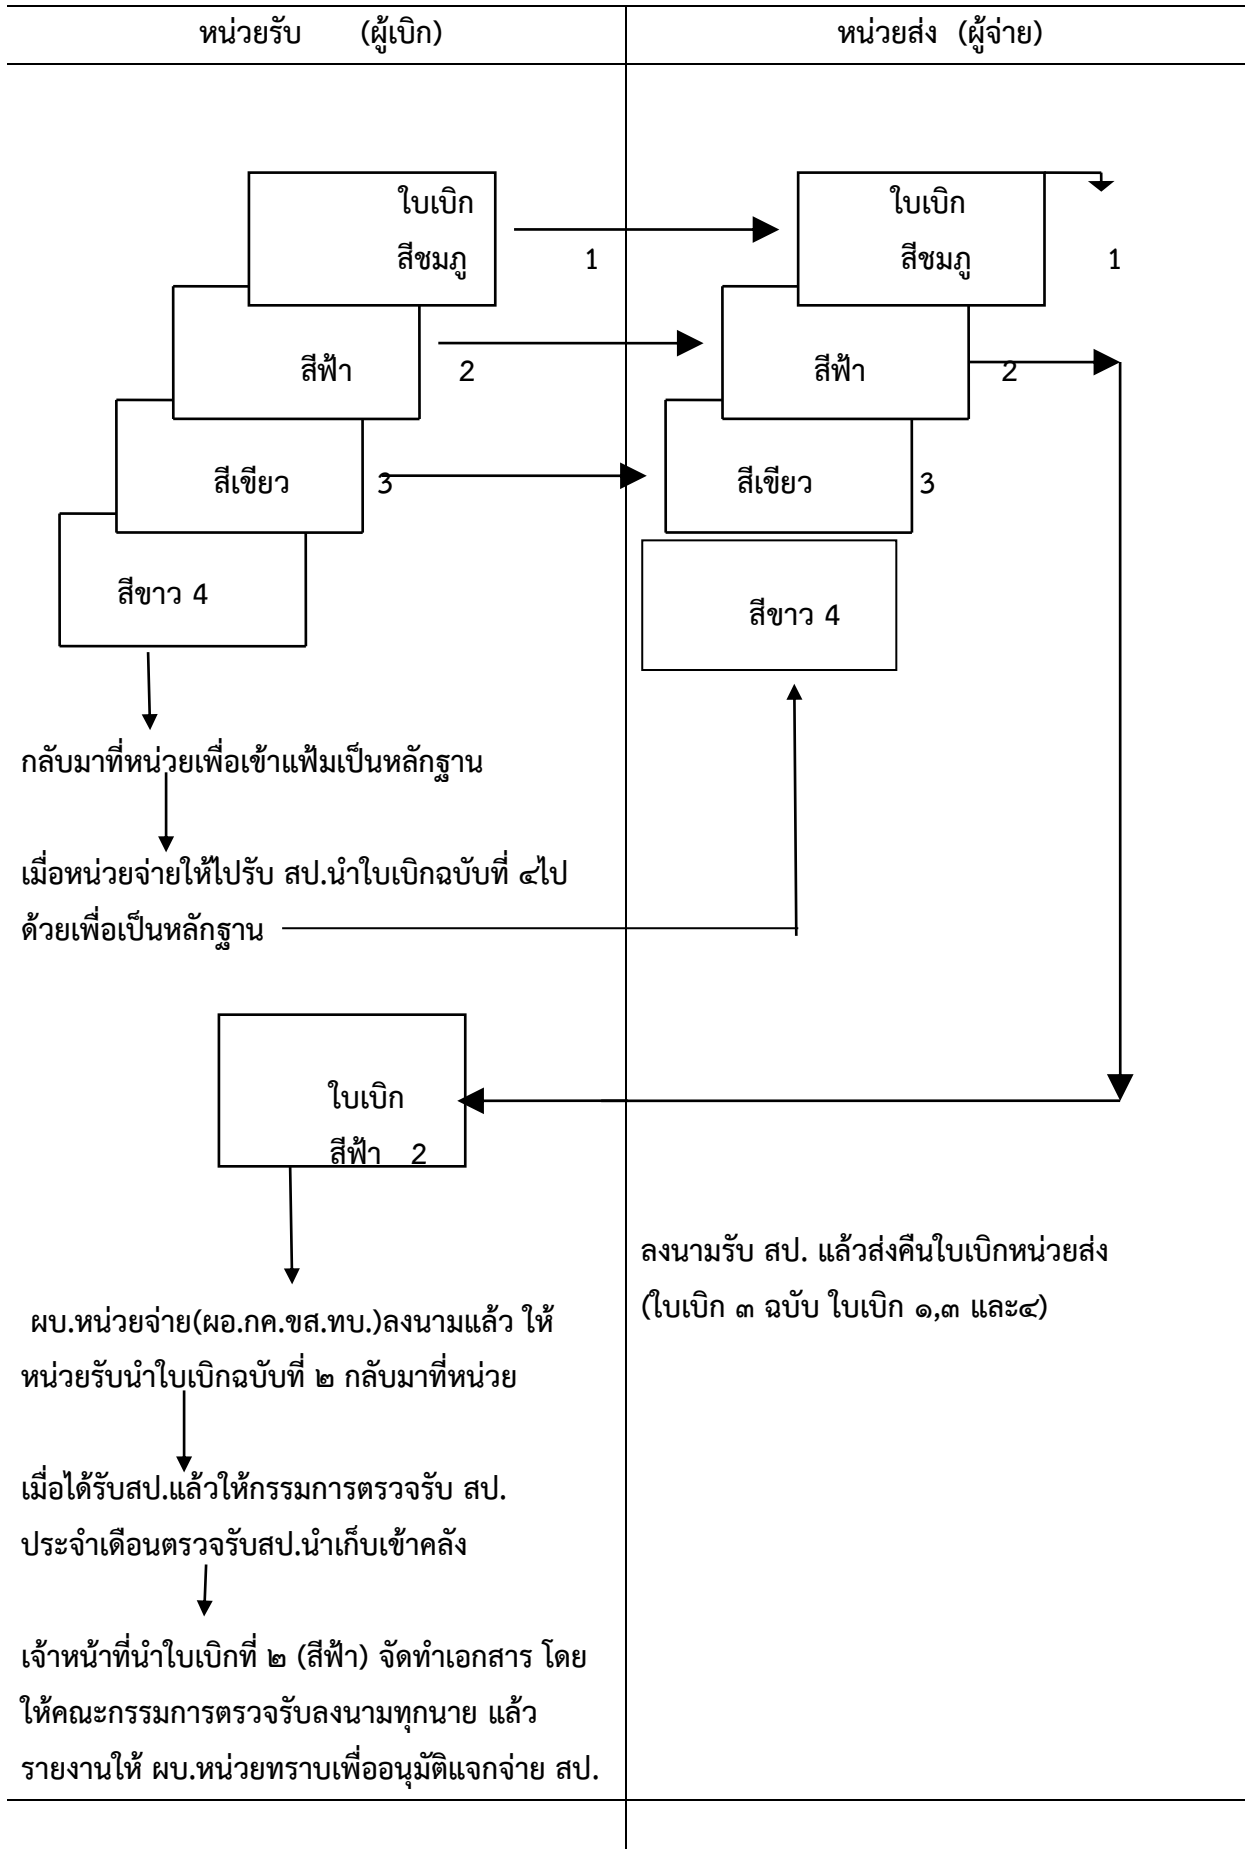 หน่วยรับ (ผู้เบิก)
หน่วยส่ง (ผู้จ่าย)
ใบเบิก
สีชมภู 1
สีฟ้า 2
สีเขียว 3
สีขาว 4
ใบเบิก
สีชมภู 1
สีฟ้า 2
สีเขียว 3
สีขาว 4
กลับมาที่หน่วยเพื่อเข้าแฟ้มเป็นหลักฐาน
เมื่อหน่วยจ่ายให้ไปรับ สป.นำใบเบิกฉบับที่ ๔ไป
ด้วยเพื่อเป็นหลักฐาน
ใบเบิก
สีฟ้า 2
ผบ.หน่วยจ่าย(ผอ.กค.ขส.ทบ.)ลงนามแล้ว ให้
หน่วยรับนำใบเบิกฉบับที่ ๒ กลับมาที่หน่วย
เมื่อได้รับสป.แล้วให้กรรมการตรวจรับ สป.
ประจำเดือนตรวจรับสป.นำเก็บเข้าคลัง
เจ้าหน้าที่นำใบเบิกที่ ๒ (สีฟ้า) จัดทำเอกสาร โดย
ให้คณะกรรมการตรวจรับลงนามทุกนาย แล้ว
รายงานให้ ผบ.หน่วยทราบเพื่ออนุมัติแจกจ่าย สป.
ลงนามรับ สป. แล้วส่งคืนใบเบิกหน่วยส่ง
(ใบเบิก ๓ ฉบับ ใบเบิก ๑,๓ และ๔)